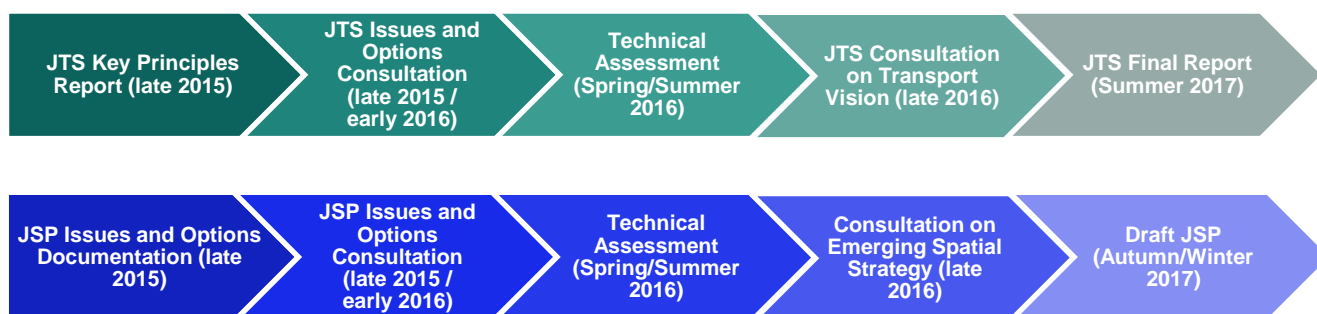 JTS Key Principles
Report (late 2015)
JTS Issues and
Options
Consultation
(late 2015 /
early 2016)
Technical
Assessment
(Spring/Summer
2016)
JTS Consultation
on Transport
Vision (late 2016)
JTS Final Report
(Summer 2017)
JSP Issues and Options
Documentation (late
2015)
JSP Issues and
Options
Consultation
(late 2015 /
early 2016)
Technical
Assessment
(Spring/Summer
2016)
Consultation on
Emerging Spatial
Strategy (late
2016)
Draft JSP
(Autumn/Winter
2017)